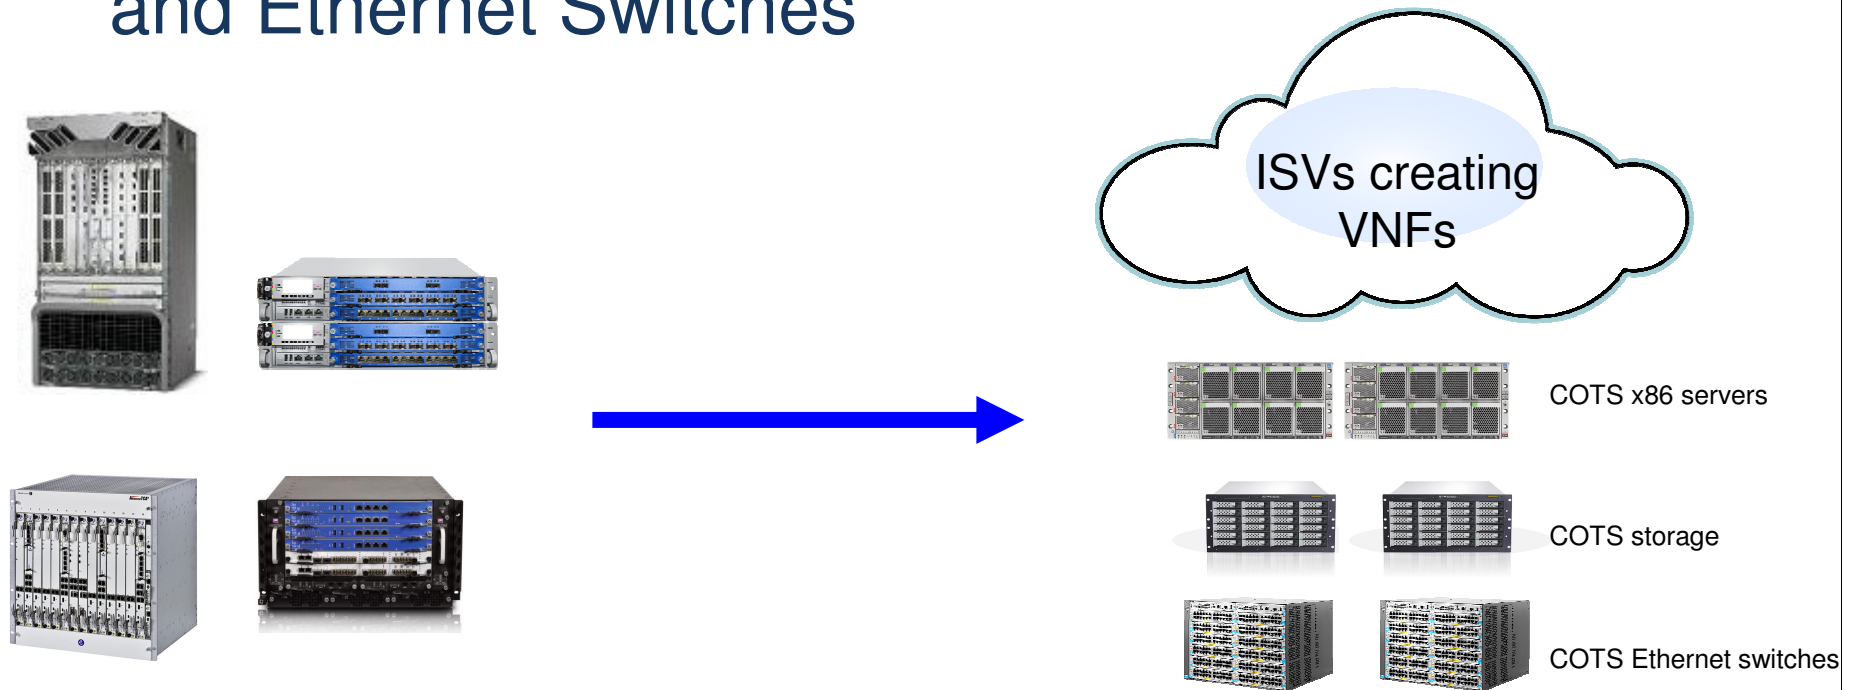 and Ethernet Switches
ISVs creating
VNFs
COTS x86 servers
COTS storage
COTS Ethernet switches